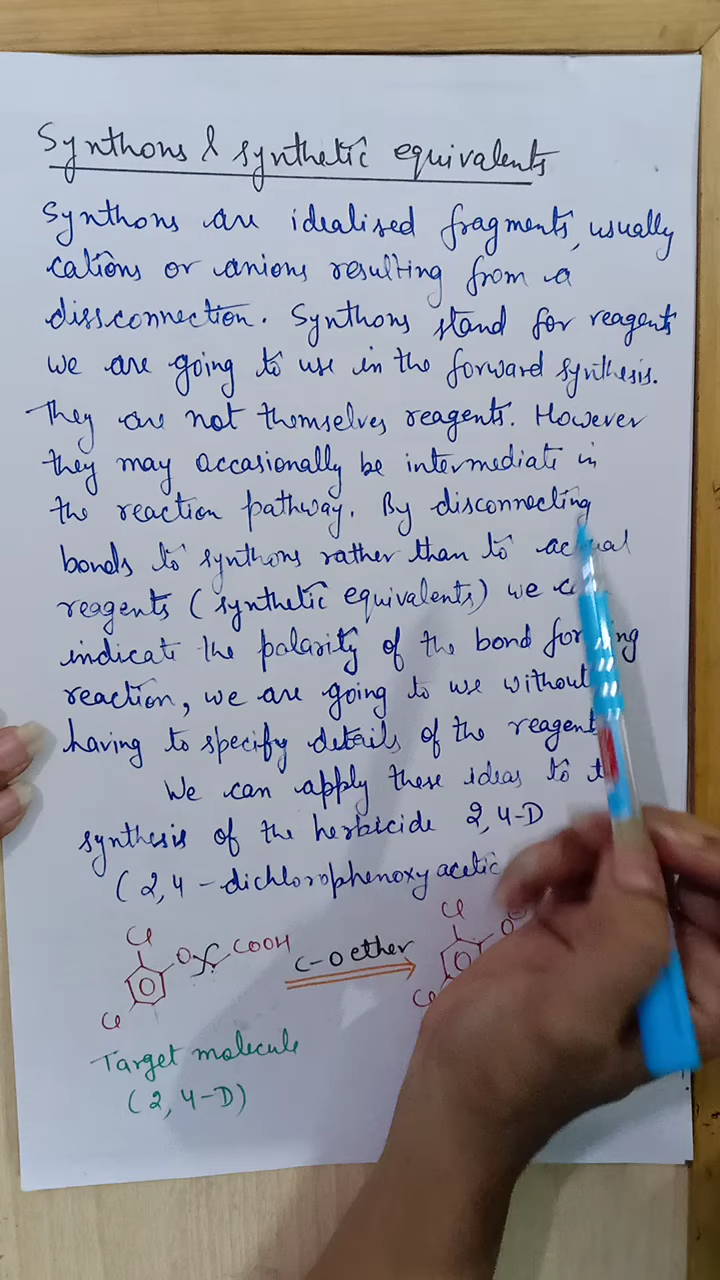 Synthons & synthetic equivalents
Synthons are idealised fragments, usually
cations or anions resulting from a
dissconnection. Synthons stand for reagents
we are going to use in the forward synthesis.
They are not themselves reagents. However
they may accasionally be intermediate in
the reaction pathway. By disconnecting
bonds to synthons rather than to actual
reagents (synthetic equivalents) we
indicate the polarity of the bond forming
reaction, we are going to we without
having to specify details of the reagent
We can apply these ideas to
synthesis of the herbicide 2,4-D
(2,4-dichlorophenoxy acetic
Cl
O COOH
Cl
C-O ether
Cl
O
Cl
Target molecule
(2,4-D)